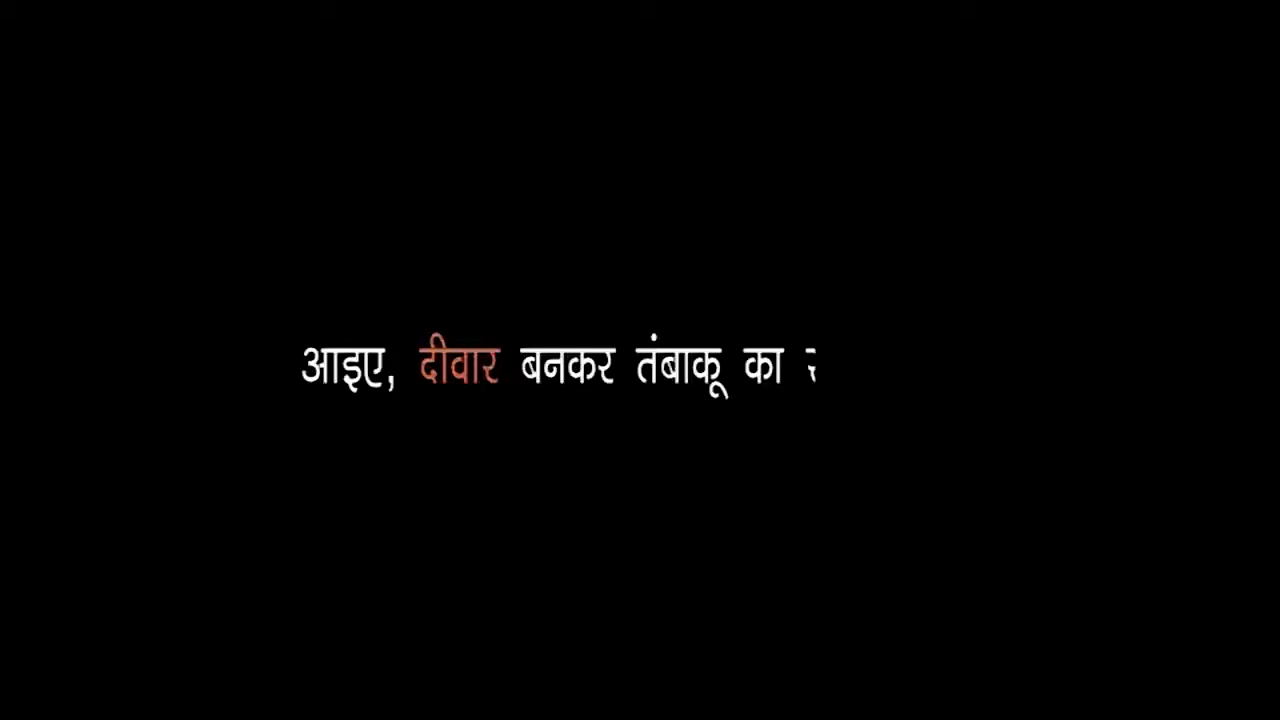 आइए, दीवार बनकर तंबाकू का